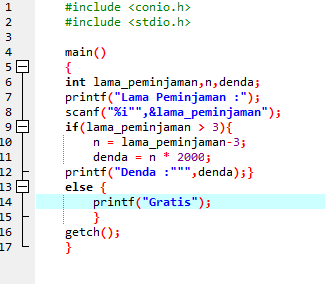 1 #include <conio.h>
2 #include <stdio.h>
3
4 main()
5 {
6 int lama_peminjaman,n,denda;
7 printf("Lama Peminjaman :");
8 scanf("%i"",&lama_peminjaman");
9 if(lama_peminjaman > 3){
10 n = lama_peminjaman-3;
11 denda = n * 2000;
12 printf("Denda :""",denda);}
13 else {
14 printf("Gratis");
15 }
16 getch();
17 }